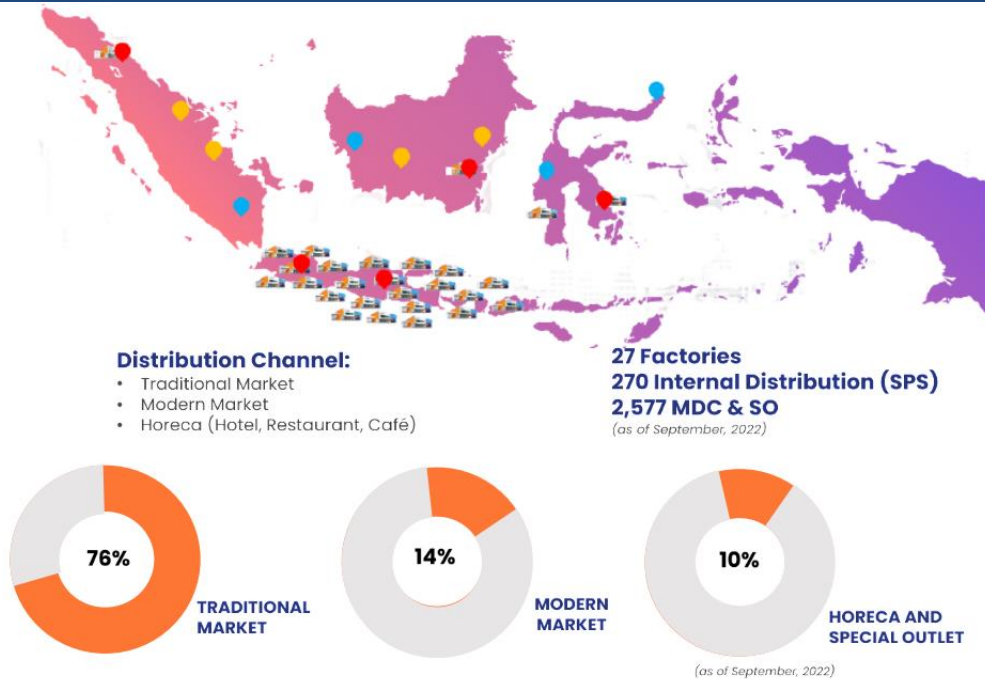 Distribution Channel:
• Traditional Market
• Modern Market
• Horeca (Hotel, Restaurant, Café)
27 Factories
270 Internal Distribution (SPS)
2,577 MDC & SO
(as of September, 2022)
76%
TRADITIONAL
MARKET
14%
MODERN
MARKET
10%
HORECA AND
SPECIAL OUTLET
(as of September, 2022)